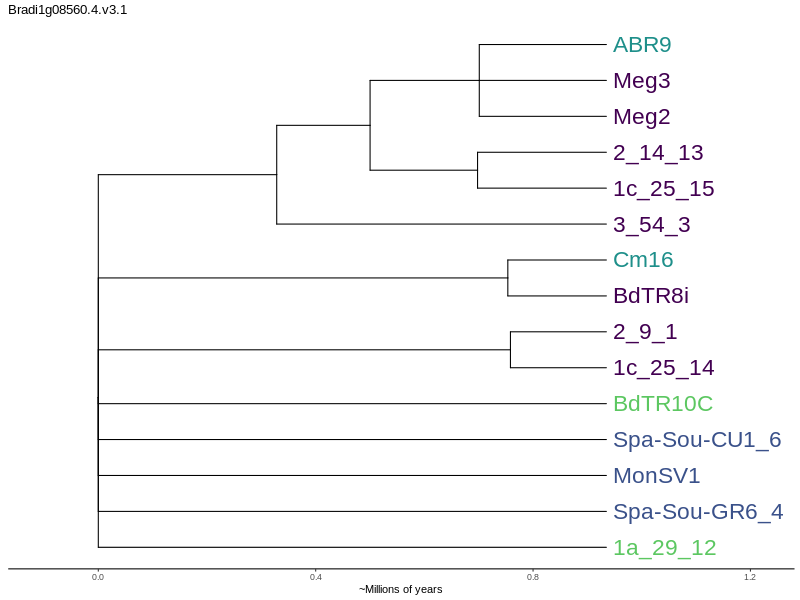 Bradi1g08560.4.v3.1
ABR9
Meg3
Meg2
2_14_13
1c_25_15
3_54_3
Cm16
BdTR8i
2_9_1
1c_25_14
BdTR10C
Spa-Sou-CU1_6
MonSV1
Spa-Sou-GR6_4
1a_29_12
0.0 0.4 0.8 1.2
~Millions of years